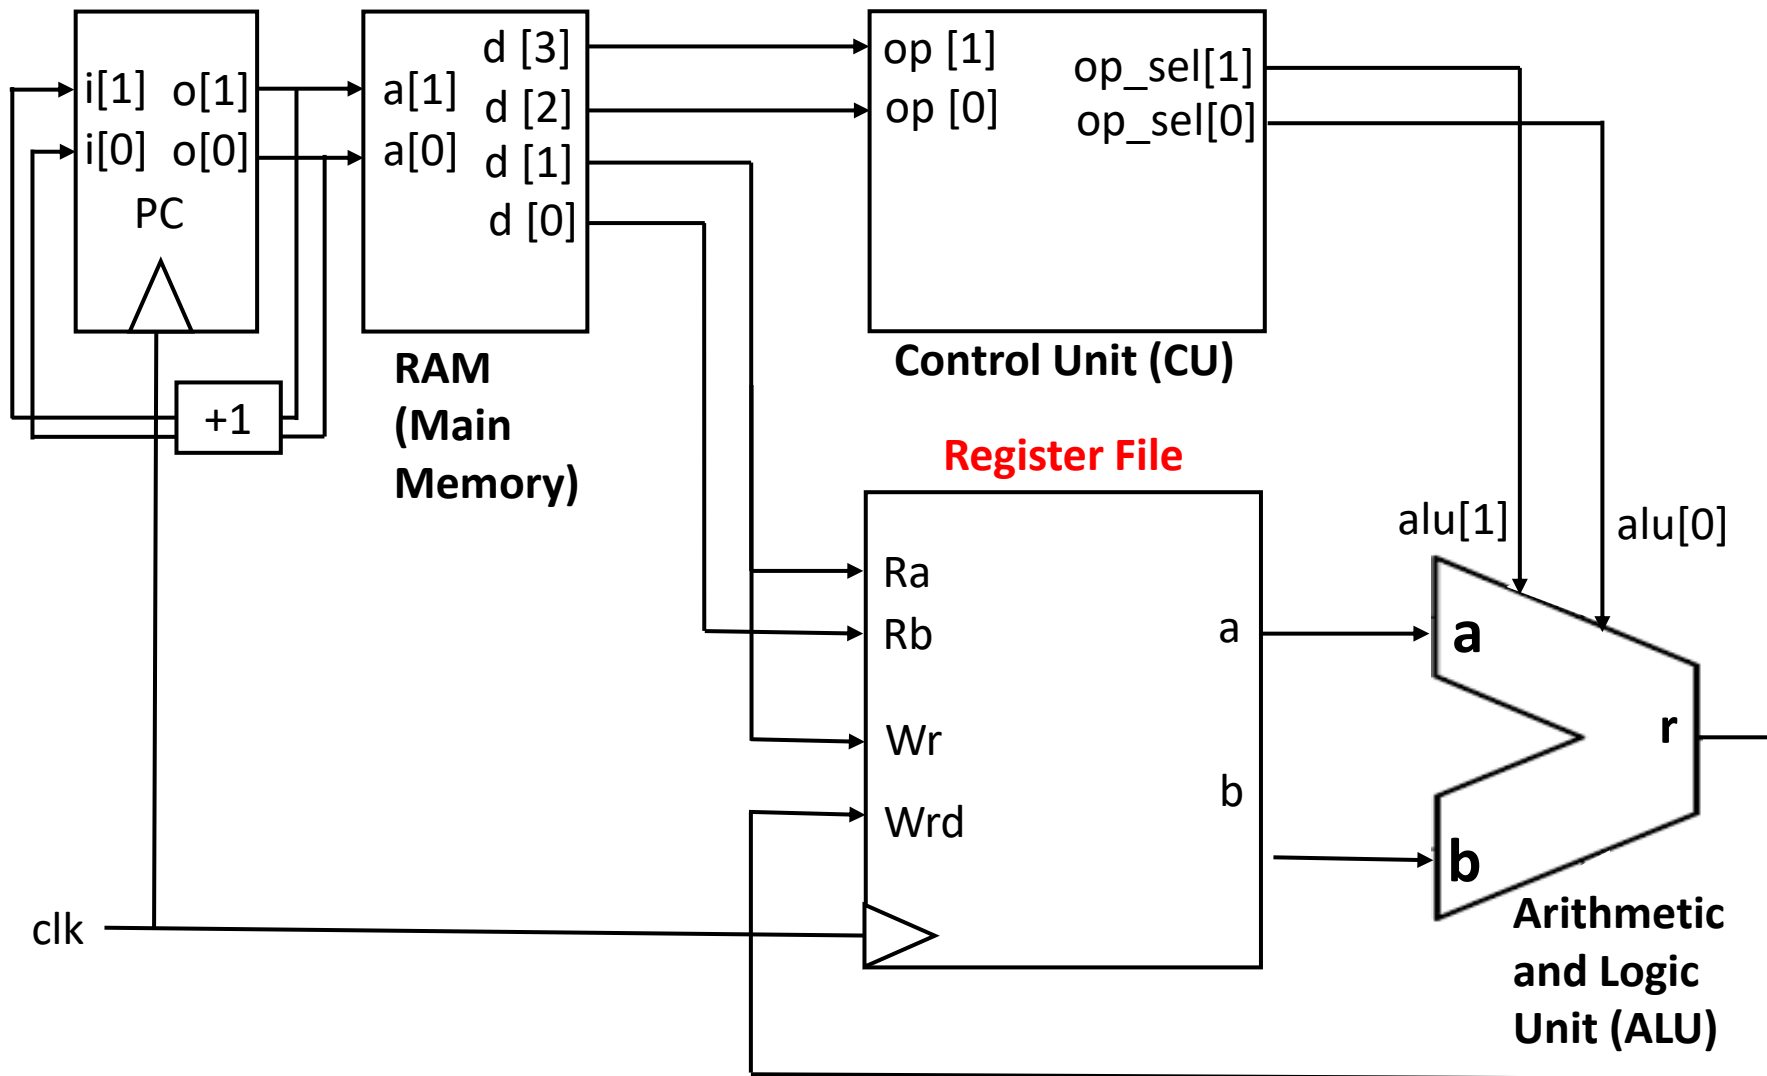 i[1]
o[1]
i[0]
o[0]
PC
+1
a[1]
a[0]
d [3]
d [2]
d [1]
d [0]
RAM
(Main
Memory)
op [1]
op [0]
op_sel[1]
op_sel[0]
Control Unit (CU)
Register File
Ra
Rb
Wr
Wrd
a
b
alu[1]
alu[0]
a
b
r
Arithmetic
and Logic
Unit (ALU)
clk